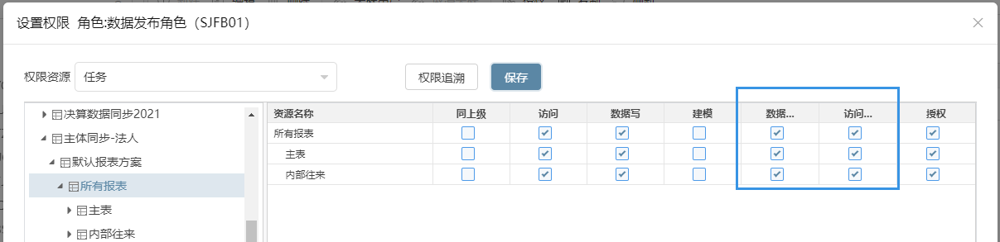 设置权限 角色:数据发布角色（SJFB01）
权限资源 任务 权限追溯 保存
决算数据同步2021
主体同步-法人
默认报表方案
所有报表
主表
内部往来
资源名称 同上级 访问 数据写 建模 数据... 访问... 授权
所有报表
主表
内部往来